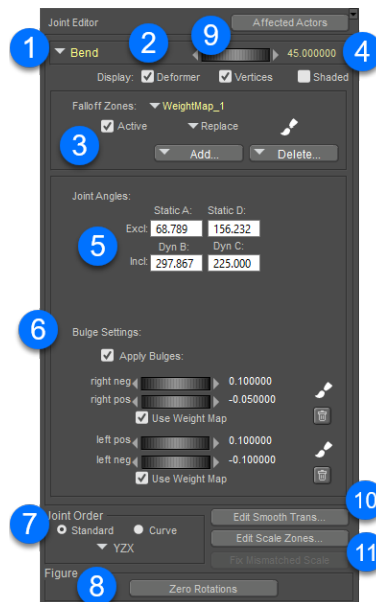 Joint Editor Affected Actors
1 2 9 4
Bend 45.000000
Display: Deformer Vertices Shaded
Falloff Zones: WeightMap_1
3 Active Replace
Add... Delete...
Joint Angles:
Static A: Static D:
5 Excl: 68.789 156.232
Dyn B: Dyn C:
Incl: 297.867 225.000
6 Bulge Settings:
Apply Bulges:
right neg 0.100000
right pos -0.050000
Use Weight Map
left pos 0.100000
left neg -0.100000
Use Weight Map
10
7 Joint Order Edit Smooth Trans...
Standard Curve Edit Scale Zones...
11
YZX Fix Mismatched Scale
Figure
8 Zero Rotations